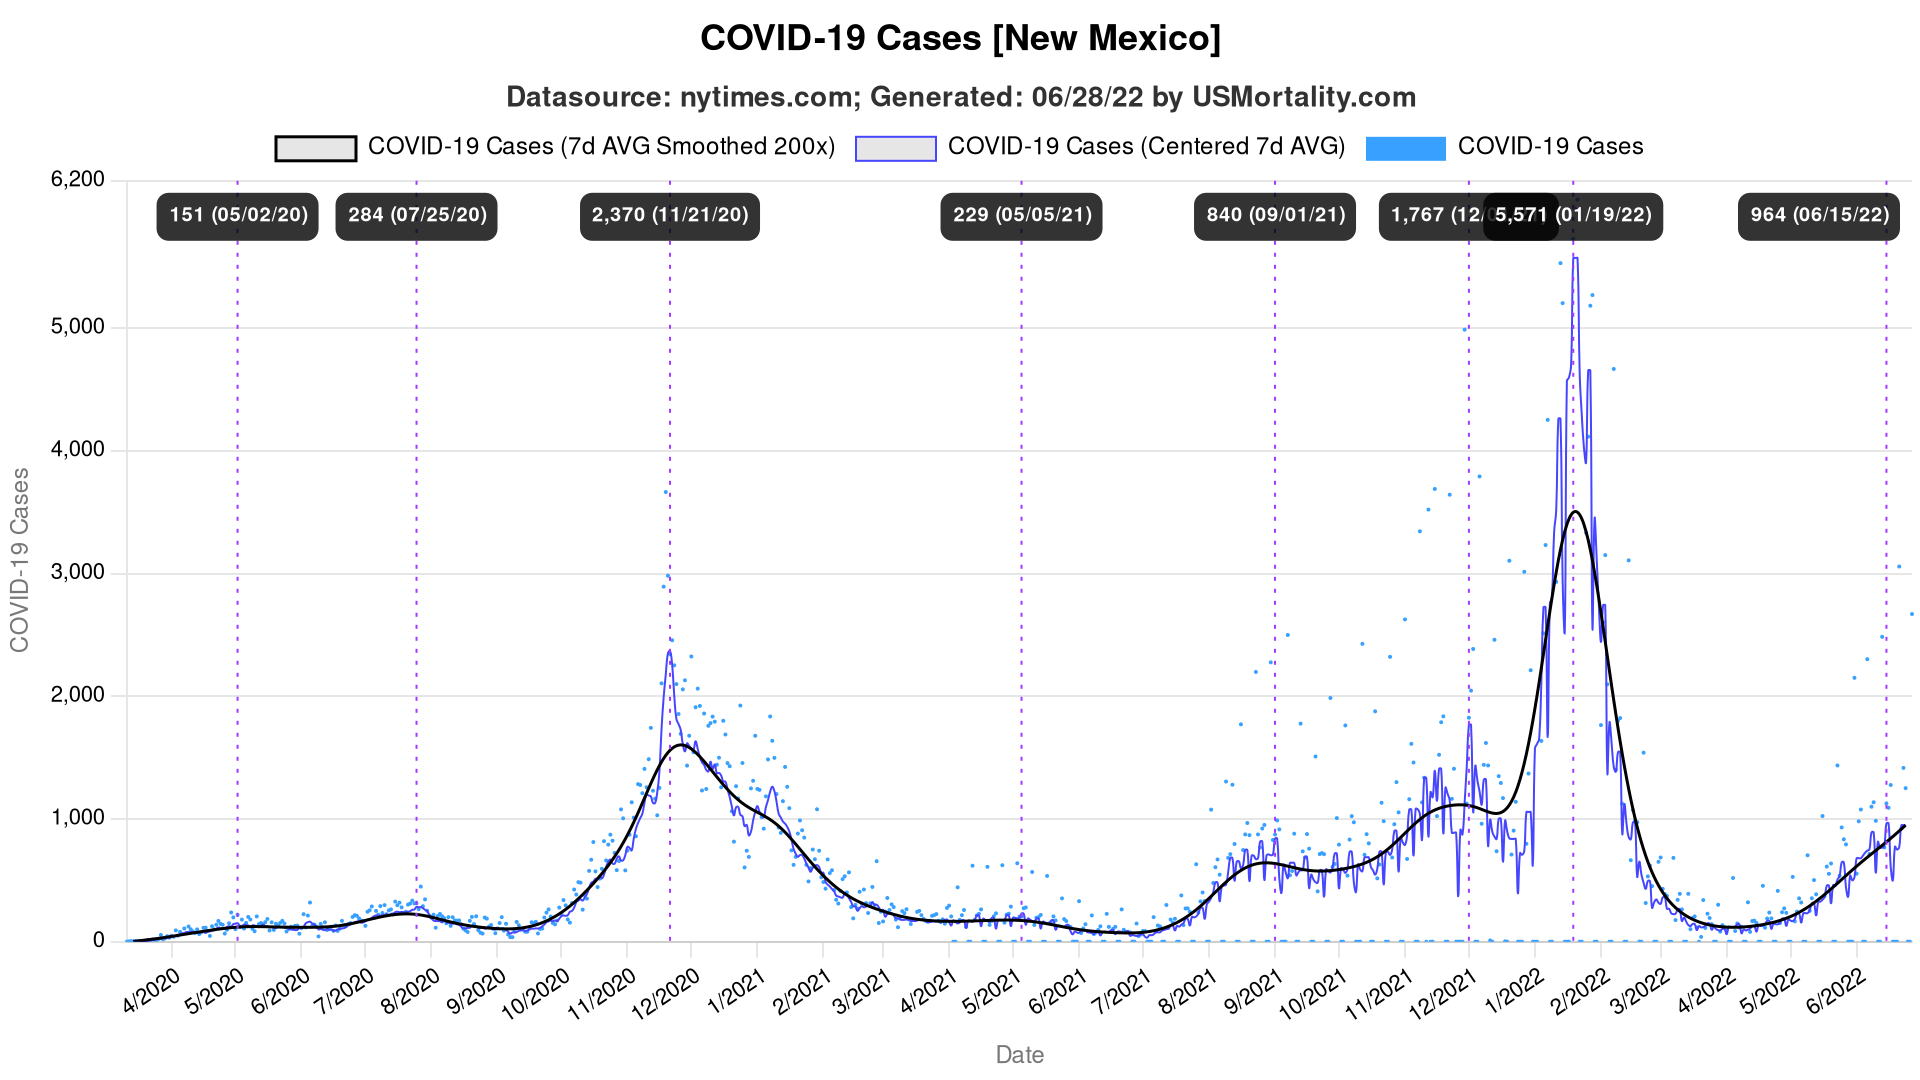 COVID-19 Cases [New Mexico]
Datasource: nytimes.com; Generated: 06/28/22 by USMortality.com
COVID-19 Cases (7d AVG Smoothed 200x) COVID-19 Cases (Centered 7d AVG) COVID-19 Cases
6,200
151 (05/02/20) 284 (07/25/20) 2,370 (11/21/20) 229 (05/05/21) 840 (09/01/21) 1,767 5,571 (01/19/22) 964 (06/15/22)
5,000
4,000
3,000
2,000
1,000
0
COVID-19 Cases
4/2020 5/2020 6/2020 7/2020 8/2020 9/2020 10/2020 11/2020 12/2020 1/2021 2/2021 3/2021 4/2021 5/2021 6/2021 7/2021 8/2021 9/2021 10/2021 11/2021 12/2021 1/2022 2/2022 3/2022 4/2022 5/2022 6/2022
Date